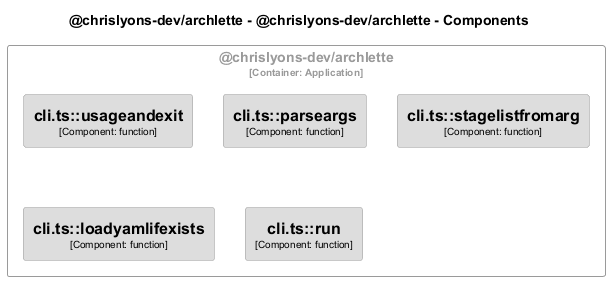 @chrislyons-dev/archlette - @chrislyons-dev/archlette - Components
@chrislyons-dev/archlette
[Container: Application]
cli.ts::usageandexit
[Component: function]
cli.ts::parseargs
[Component: function]
cli.ts::stagelistfromarg
[Component: function]
cli.ts::loadyamlifexists
[Component: function]
cli.ts::run
[Component: function]